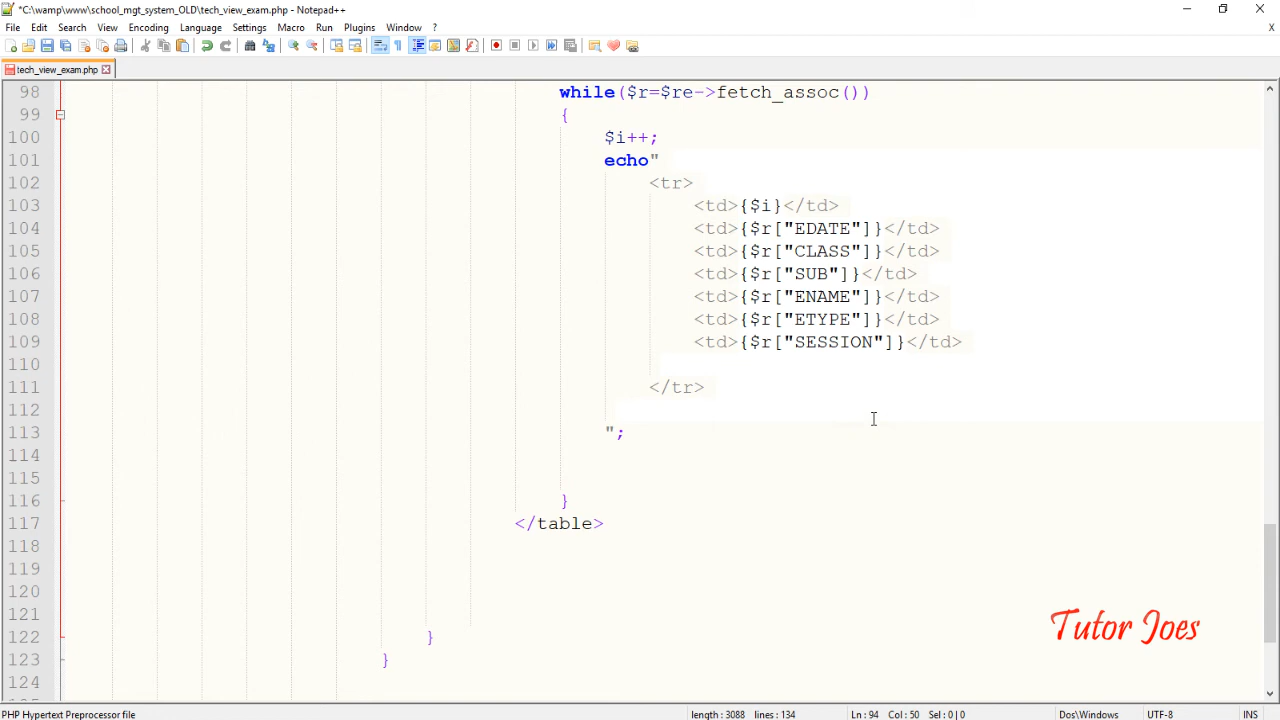 *C:\wamp\www\school_mgt_system_OLD\tech_view_exam.php - Notepad++
File Edit Search View Encoding Language Settings Macro Run Plugins Window ?
X
tech_view_exam.php
98 while($r=$re->fetch_assoc())
99 {
100 $i++;
101 echo"
102 <tr>
103 <td>{$i}</td>
104 <td>{$r["EDATE"]}</td>
105 <td>{$r["CLASS"]}</td>
106 <td>{$r["SUB"]}</td>
107 <td>{$r["ENAME"]}</td>
108 <td>{$r["ETYPE"]}</td>
109 <td>{$r["SESSION"]}</td>
110
111 </tr>
112
113 ";
114
115
116 }
117 </table>
118
119
120
121
122 }
123 }
124
Tutor Joes
PHP Hypertext Preprocessor file length : 3088 lines : 134 Ln : 94 Col : 50 Sel : 0 | 0 Dos\Windows UTF-8 INS